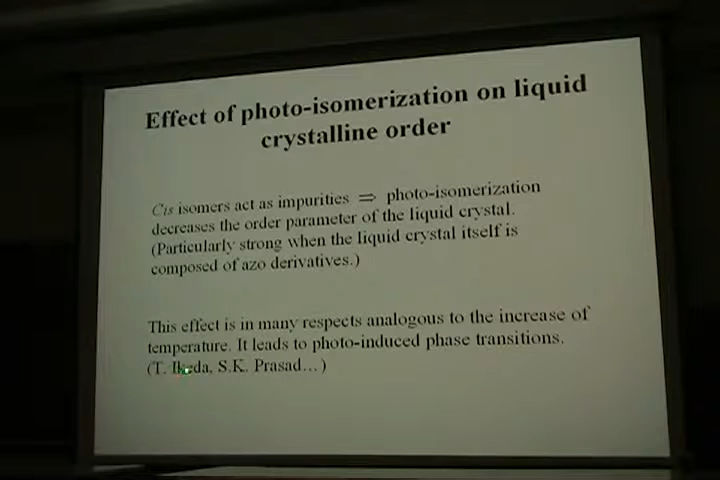 Effect of photo-isomerization on liquid
crystalline order
Cis isomers act as impurities ⇒ photo-isomerization
decreases the order parameter of the liquid crystal.
(Particularly strong when the liquid crystal itself is
composed of azo derivatives.)
This effect is in many respects analogous to the increase of
temperature. It leads to photo-induced phase transitions.
(T. Ikeda, S.K. Prasad…)